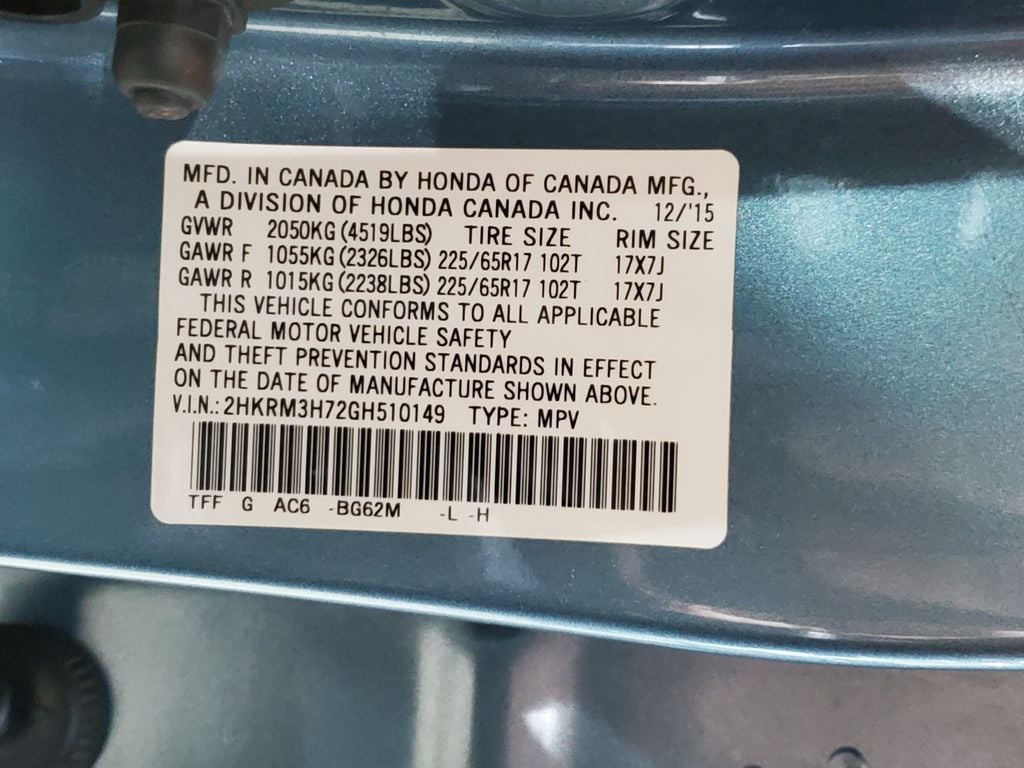 MFD. IN CANADA BY HONDA OF CANADA MFG.,
A DIVISION OF HONDA CANADA INC. 12/'15
GVWR 2050KG (4519LBS) TIRE SIZE RIM SIZE
GAWR F 1055KG (2326LBS) 225/65R17 102T 17X7J
GAWR R 1015KG (2238LBS) 225/65R17 102T 17X7J
THIS VEHICLE CONFORMS TO ALL APPLICABLE
FEDERAL MOTOR VEHICLE SAFETY
AND THEFT PREVENTION STANDARDS IN EFFECT
ON THE DATE OF MANUFACTURE SHOWN ABOVE.
V.I.N.: 2HKRM3H72GH510149 TYPE: MPV
TFF G AC6 -BG62M -L -H